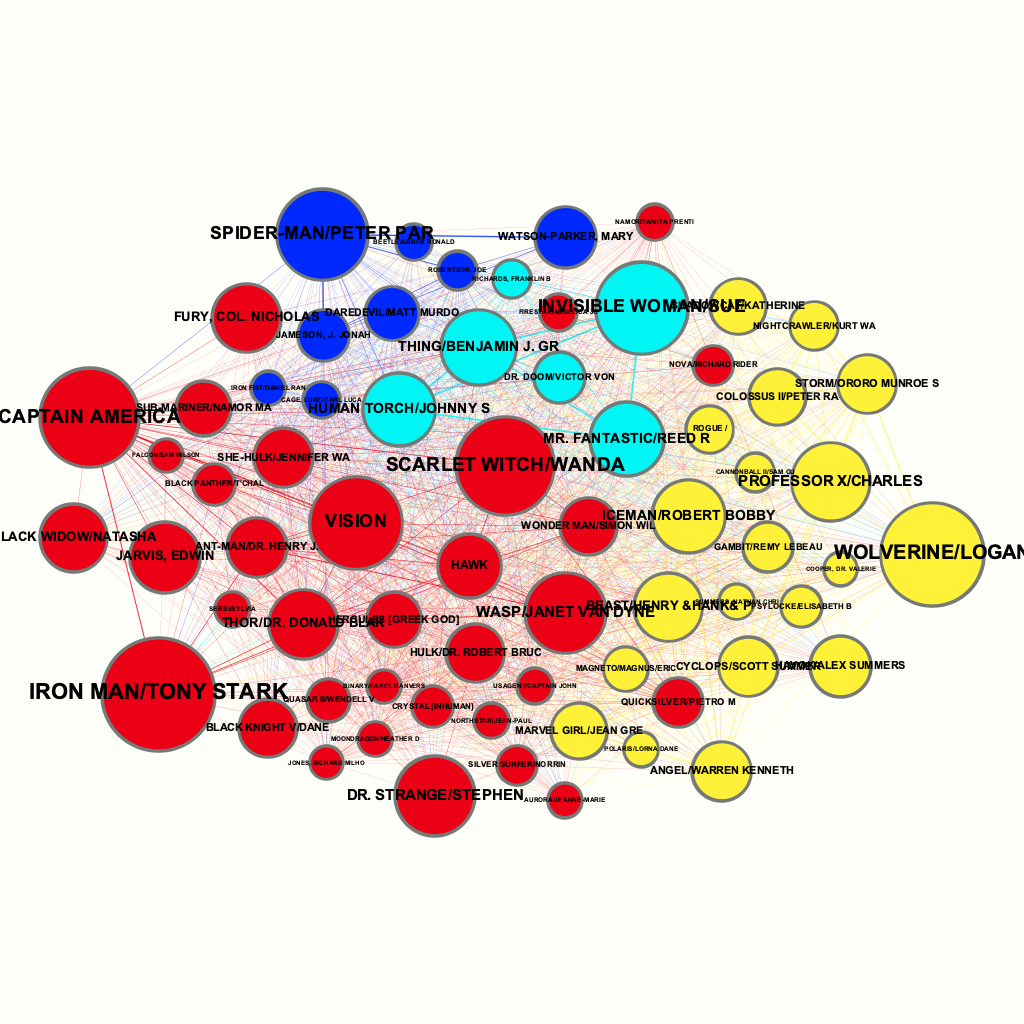 NAMORITA/NITA PRENTI
SPIDER-MAN/PETER PAR
WATSON-PARKER, MARY
BEETLE/ABNER RONALD
ROBERTSON, JOE
RICHARDS, FRANKLIN B
INVISIBLE WOMAN/SUE
KATHERINE
FURY, COL. NICHOLAS
DAREDEVIL/MATT MURDO
NIGHTCRAWLER/KURT WA
JAMESON, J. JONAH
THING/BENJAMIN J. GR
NOVA/RICHARD RIDER
DR. DOOM/VICTOR VON
STORM/ORORO MUNROE S
IRON FIST/DANIEL RAN
COLOSSUS II/PETER RA
CAGE, LUKE/CARL LUCA
SUB-MARINER/NAMOR MA
HUMAN TORCH/JOHNNY S
CAPTAIN AMERICA
ROGUE /
MR. FANTASTIC/REED R
FALCON/SAM WILSON
SHE-HULK/JENNIFER WA
SCARLET WITCH/WANDA
CANNONBALL II/SAM GU
BLACK PANTHER/T'CHAL
PROFESSOR X/CHARLES
ICEMAN/ROBERT BOBBY
VISION
WONDER MAN/SIMON WIL
LACK WIDOW/NATASHA
ANT-MAN/DR. HENRY J.
GAMBIT/REMY LEBEAU
JARVIS, EDWIN
WOLVERINE/LOGAN
HAWK
COOPER, DR. VALERIE
SERSI/SYLVIA
SUMMERS, NATHAN CHRI
BEAST/HENRY &HANK& P
PSYLOCKE/ELISABETH B
WASP/JANET VAN DYNE
HERCULES [GREEK GOD]
THOR/DR. DONALD BLAK
HULK/DR. ROBERT BRUC
MAGNETO/MAGNUS/ERIC
CYCLOPS/SCOTT SUMMER
HAVOK/ALEX SUMMERS
BINARY/CAROL DANVERS
USAGENT/CAPTAIN JOHN
IRON MAN/TONY STARK
QUASAR III/WENDELL V
QUICKSILVER/PIETRO M
CRYSTAL [INHUMAN]
NORTHSTAR/JEAN-PAUL
BLACK KNIGHT V/DANE
MARVEL GIRL/JEAN GRE
MOONDRAGON/HEATHER D
POLARIS/LORNA DANE
JONES, RICHARD MILHO
SILVER SURFER/NORRIN
ANGEL/WARREN KENNETH
DR. STRANGE/STEPHEN
AURORA/JEANNE-MARIE